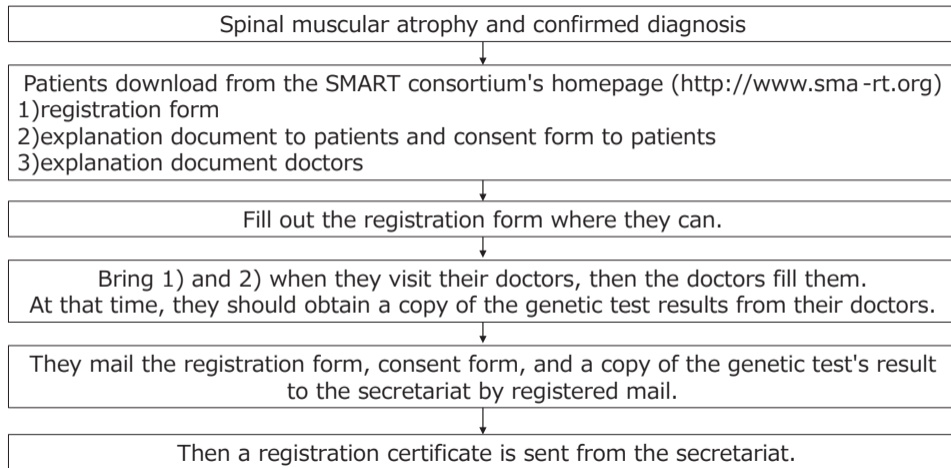 Spinal muscular atrophy and confirmed diagnosis
Patients download from the SMART consortium's homepage (http://www.sma-rt.org)
1)registration form
2)explanation document to patients and consent form to patients
3)explanation document doctors
Fill out the registration form where they can.
Bring 1) and 2) when they visit their doctors, then the doctors fill them.
At that time, they should obtain a copy of the genetic test results from their doctors.
They mail the registration form, consent form, and a copy of the genetic test's result
to the secretariat by registered mail.
Then a registration certificate is sent from the secretariat.